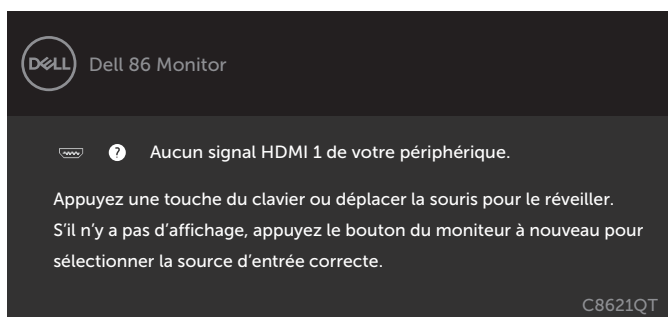 DELL
Dell 86 Monitor
Aucun signal HDMI 1 de votre périphérique.
Appuyez une touche du clavier ou déplacer la souris pour le réveiller.
S’il n’y a pas d’affichage, appuyez le bouton du moniteur à nouveau pour
sélectionner la source d’entrée correcte.
C8621QT